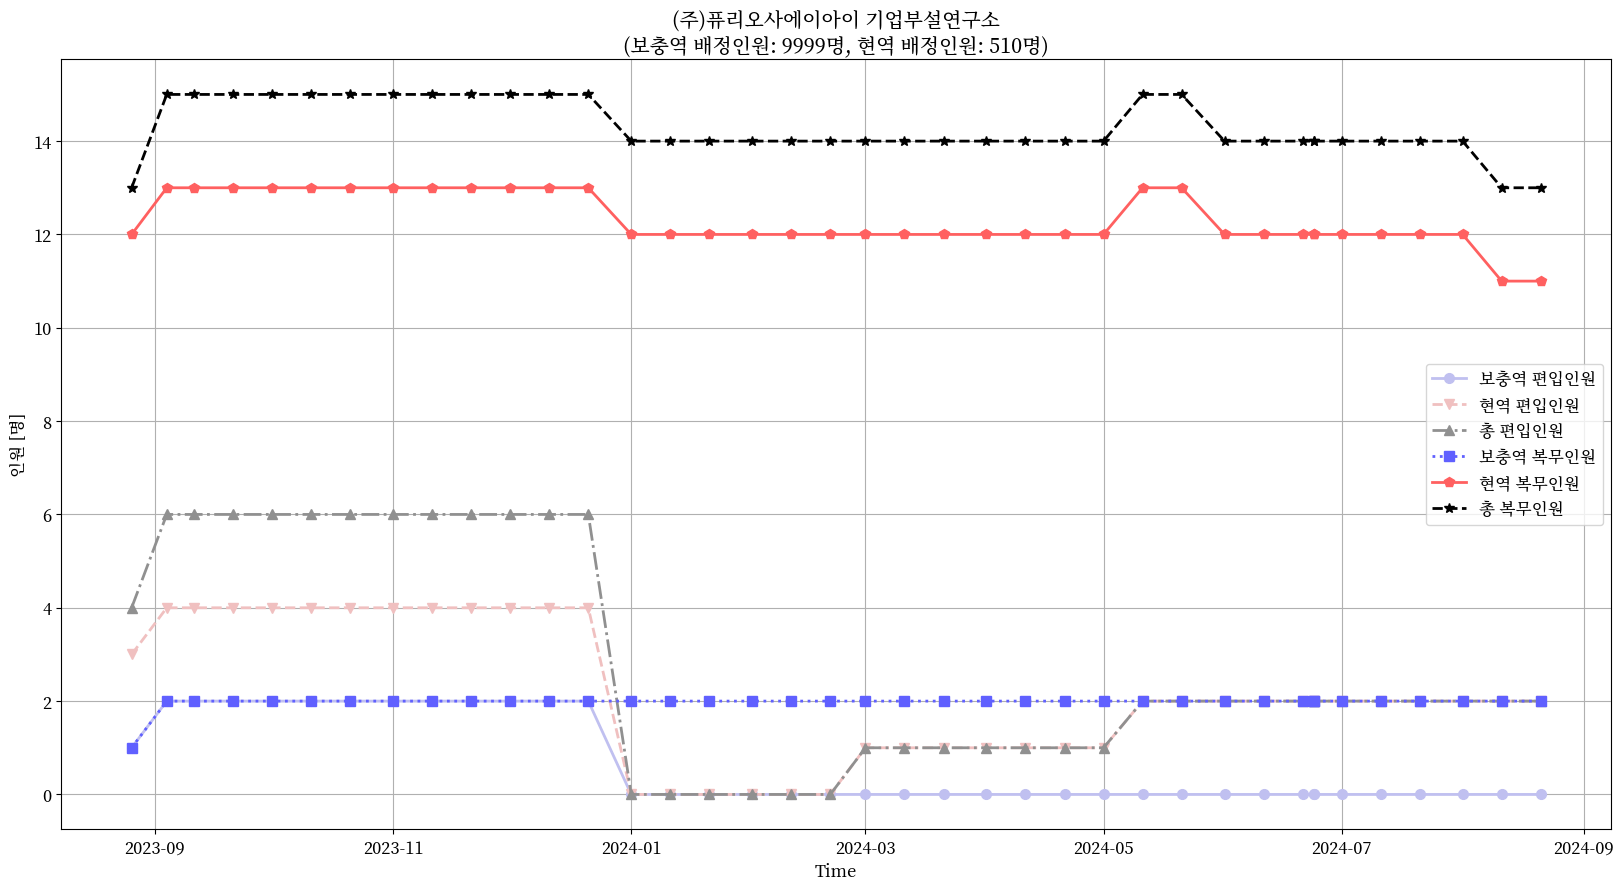 (주)퓨리오사에이아이 기업부설연구소
(보충역 배정인원: 9999명, 현역 배정인원: 510명)
인원 [명]
14
12
10
8
6
4
2
0
보충역 편입인원
현역 편입인원
총 편입인원
보충역 복무인원
현역 복무인원
총 복무인원
2023-09 2023-11 2024-01 2024-03 2024-05 2024-07 2024-09
Time